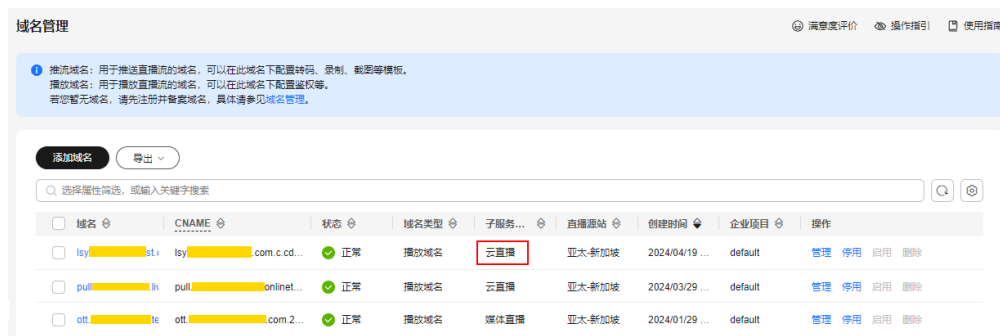 域名管理
满意度评价 操作指引 使用指南
推流域名：用于推送直播流的域名，可以在此域名下配置转码、录制、截图等模板。
播放域名：用于播放直播流的域名，可以在此域名下配置鉴权等。
若您暂无域名，请先注册并备案域名，具体请参见域名管理。
添加域名 导出
选择属性筛选，或输入关键字搜索
域名 CNAME 状态 域名类型 子服务... 直播源站 创建时间 企业项目 操作
lsy st. lsy .com.c.cd... 正常 播放域名 云直播 亚太-新加坡 2024/04/19 ... default 管理 停用 启用 删除
pull .liv pull. onlinet... 正常 播放域名 云直播 亚太-新加坡 2024/03/29 ... default 管理 停用 启用 删除
ott. te ott. .com.2... 正常 播放域名 媒体直播 亚太-新加坡 2024/01/29 ... default 管理 停用 启用 删除